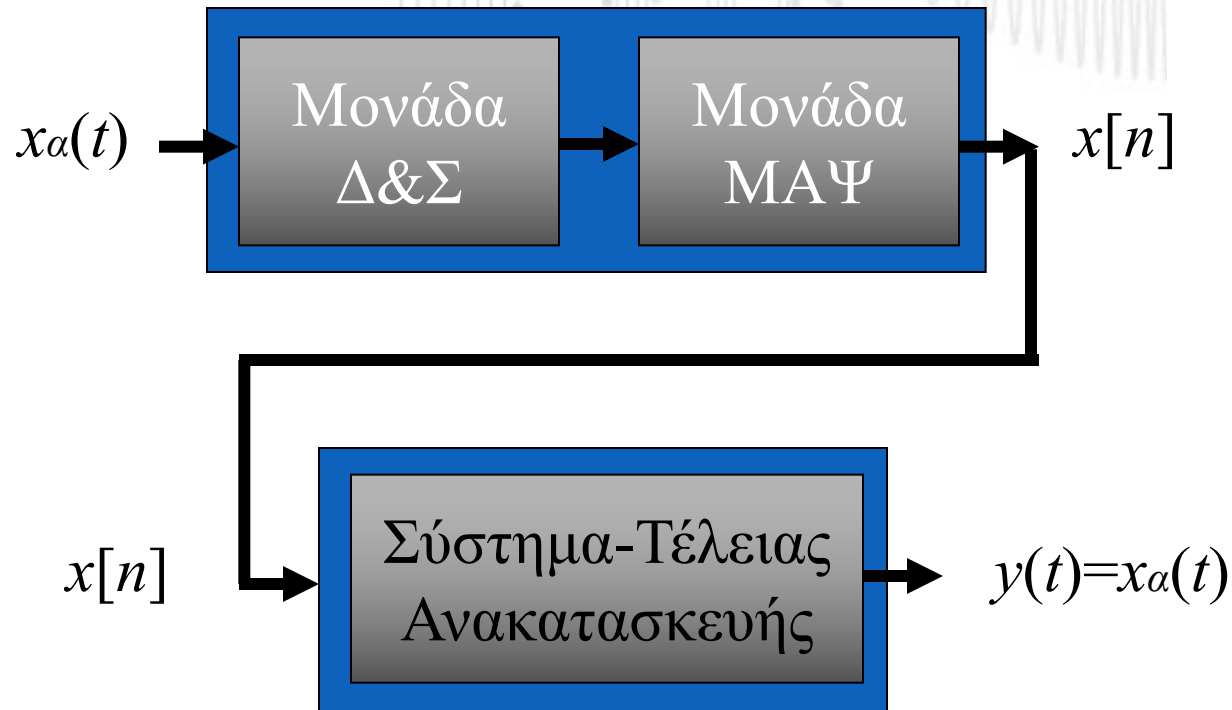 xα(t)
Μονάδα
Δ&Σ
Μονάδα
ΜΑΨ
x[n]
x[n]
Σύστημα-Τέλειας
Ανακατασκευής
y(t)=xα(t)